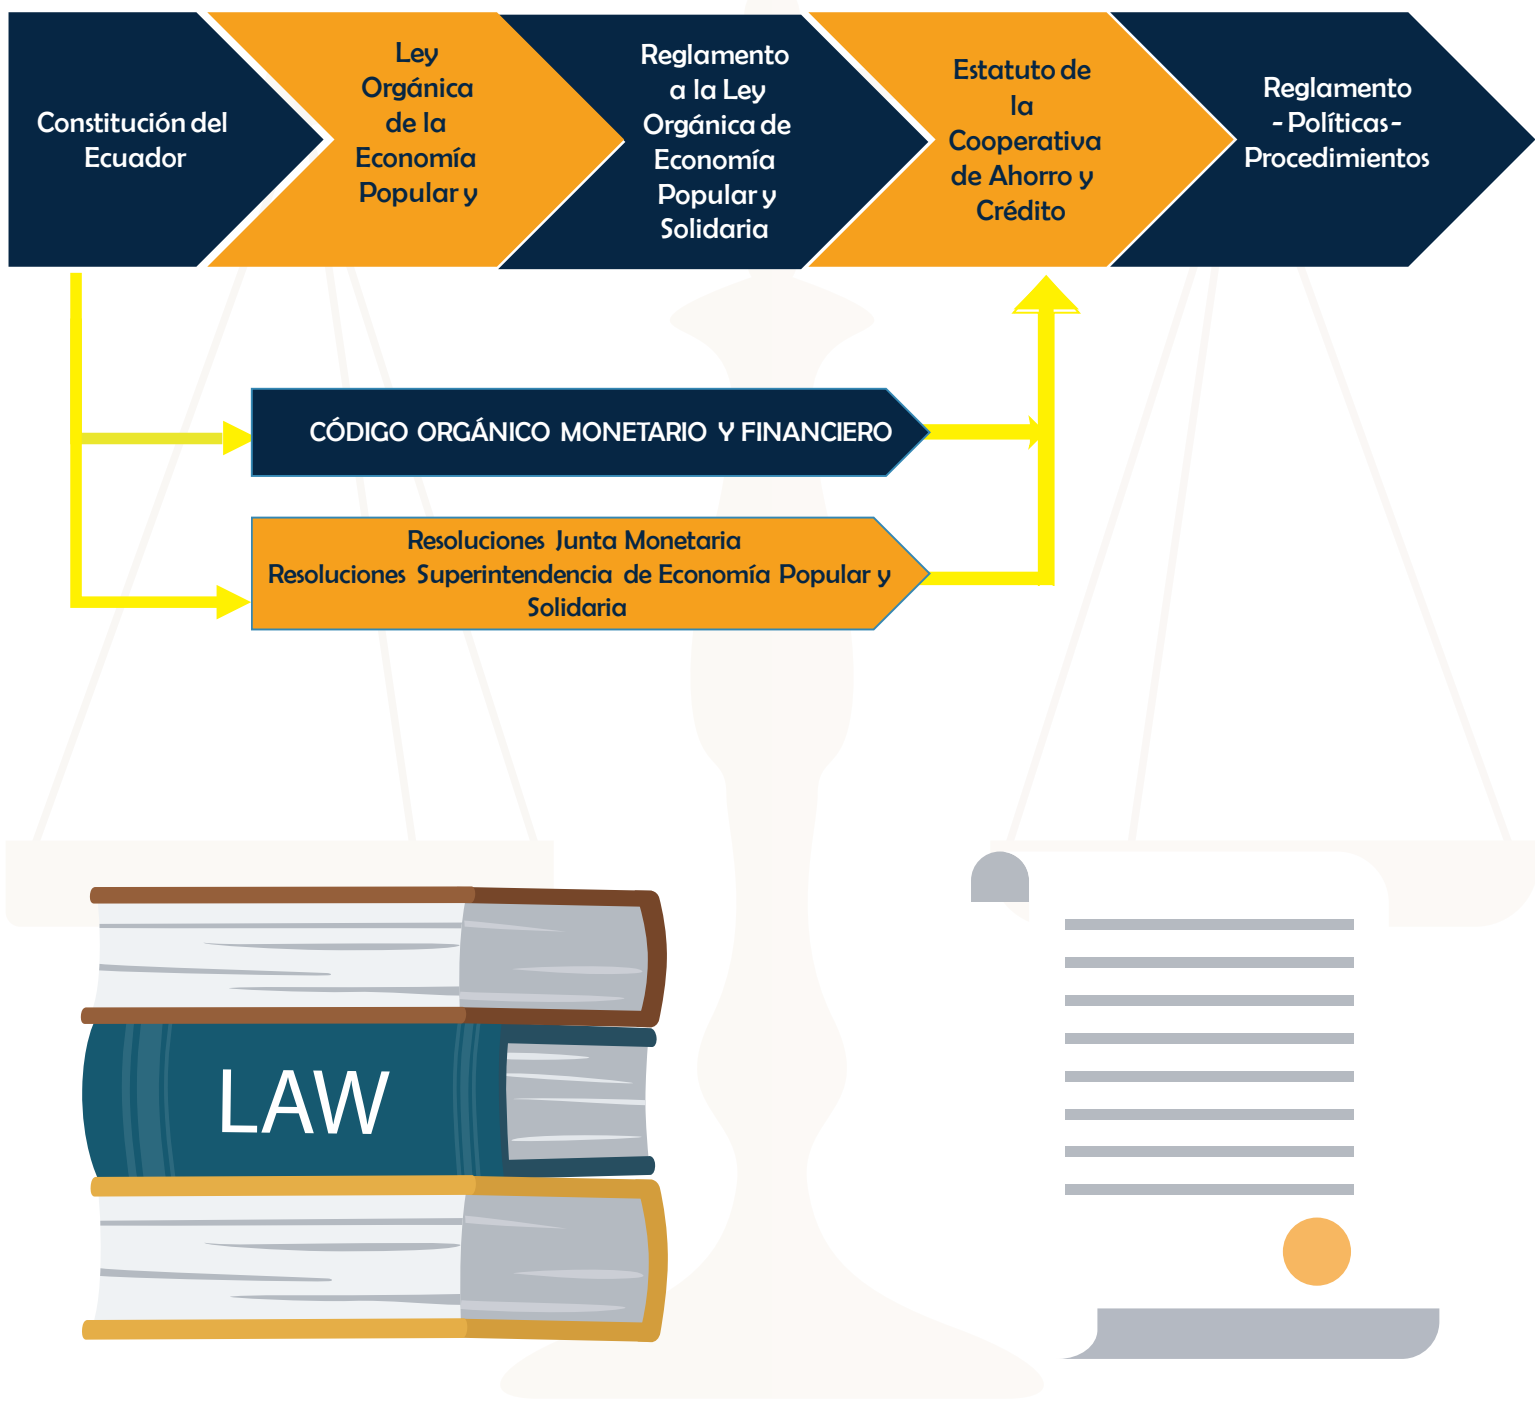 Constitución del
Ecuador
Ley
Orgánica
de la
Economía
Popular y
Reglamento
a la Ley
Orgánica de
Economía
Popular y
Solidaria
Estatuto de
la
Cooperativa
de Ahorro y
Crédito
Reglamento
- Políticas -
Procedimientos
CÓDIGO ORGÁNICO MONETARIO Y FINANCIERO
Resoluciones Junta Monetaria
Resoluciones Superintendencia de Economía Popular y
Solidaria
LAW